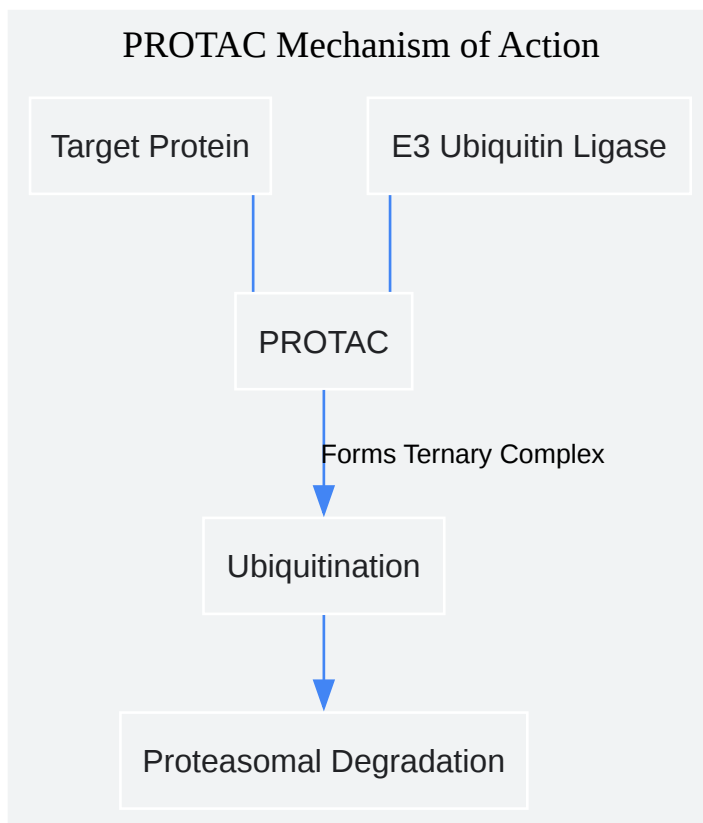 PROTAC Mechanism of Action
Target Protein
E3 Ubiquitin Ligase
PROTAC
Forms Ternary Complex
Ubiquitination
Proteasomal Degradation